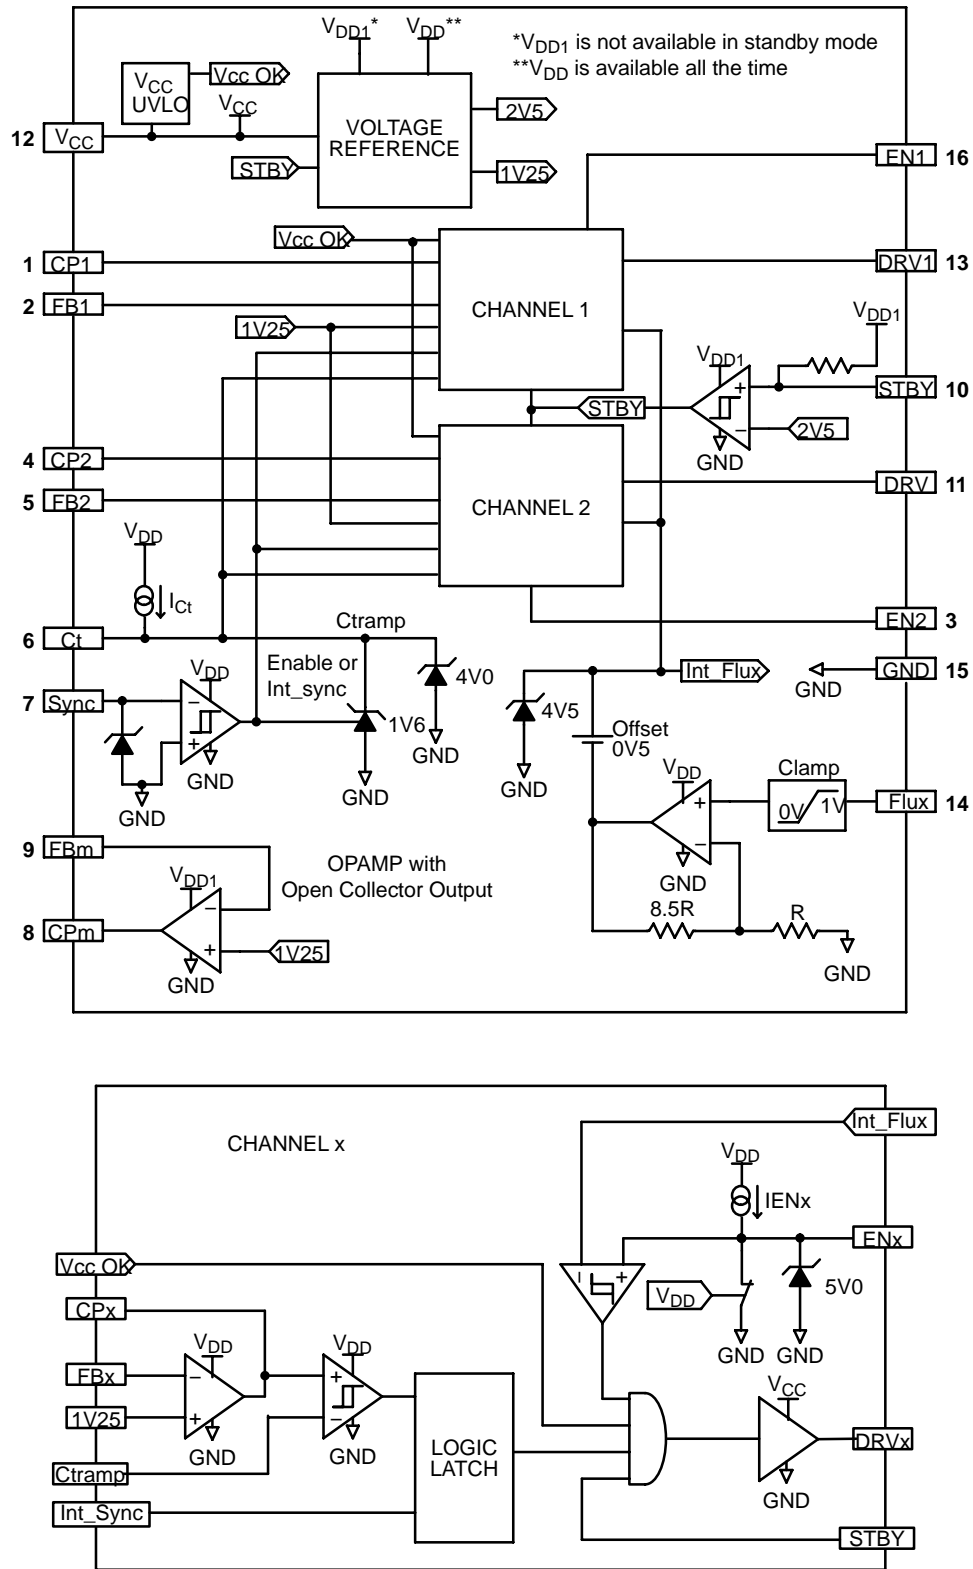 VDD1* VDD**
*VDD1 is not available in standby mode
**VDD is available all the time
VCC
UVLO
Vcc OK
VCC
12 VCC
VOLTAGE
REFERENCE
2V5
STBY
1V25
EN1 16
Vcc OK
1 CP1
DRV1 13
2 FB1
CHANNEL 1
1V25
VDD1
VDD1
+
STBY
STBY 10
−
2V5
GND
4 CP2
DRV 11
5 FB2
CHANNEL 2
VDD
ICt
6 Ct
Ctramp
EN2 3
Enable or
Int_sync
4V0
Int_Flux
GND
GND 15
7 Sync
−
VDD
+
1V6
4V5
Offset
0V5
GND
GND
GND
GND
GND
VDD
Clamp
0V 1V
Flux 14
+
−
GND
9 FBm
OPAMP with
Open Collector Output
VDD1
−
8 CPm
+
1V25
GND
8.5R
R
GND
CHANNEL x
Int_Flux
VDD
IENx
ENx
Vcc OK
−
+
VDD
5V0
CPx
GND GND
VDD
VDD
FBx
−
+
1V25
+
−
GND
GND
LOGIC
LATCH
VCC
DRVx
GND
Ctramp
Int_Sync
STBY